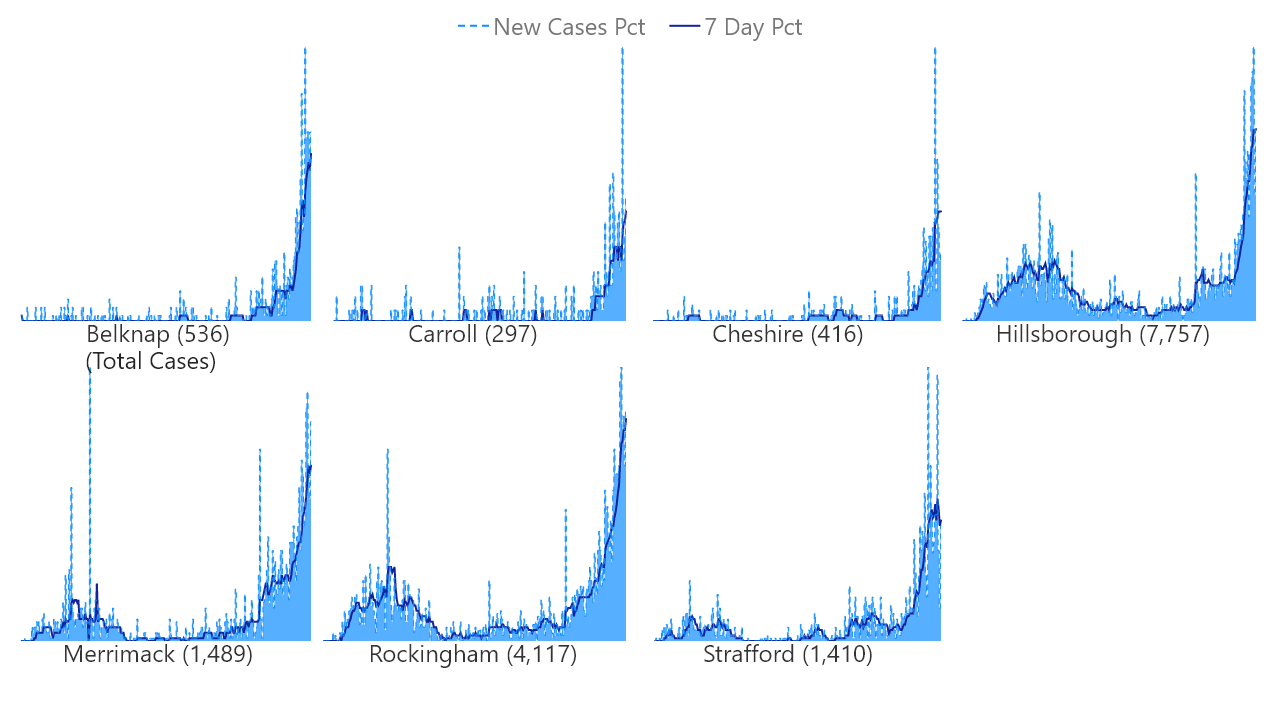 New Cases Pct 7 Day Pct
Belknap (536) Carroll (297) Cheshire (416) Hillsborough (7,757)
(Total Cases)
Merrimack (1,489) Rockingham (4,117) Strafford (1,410)